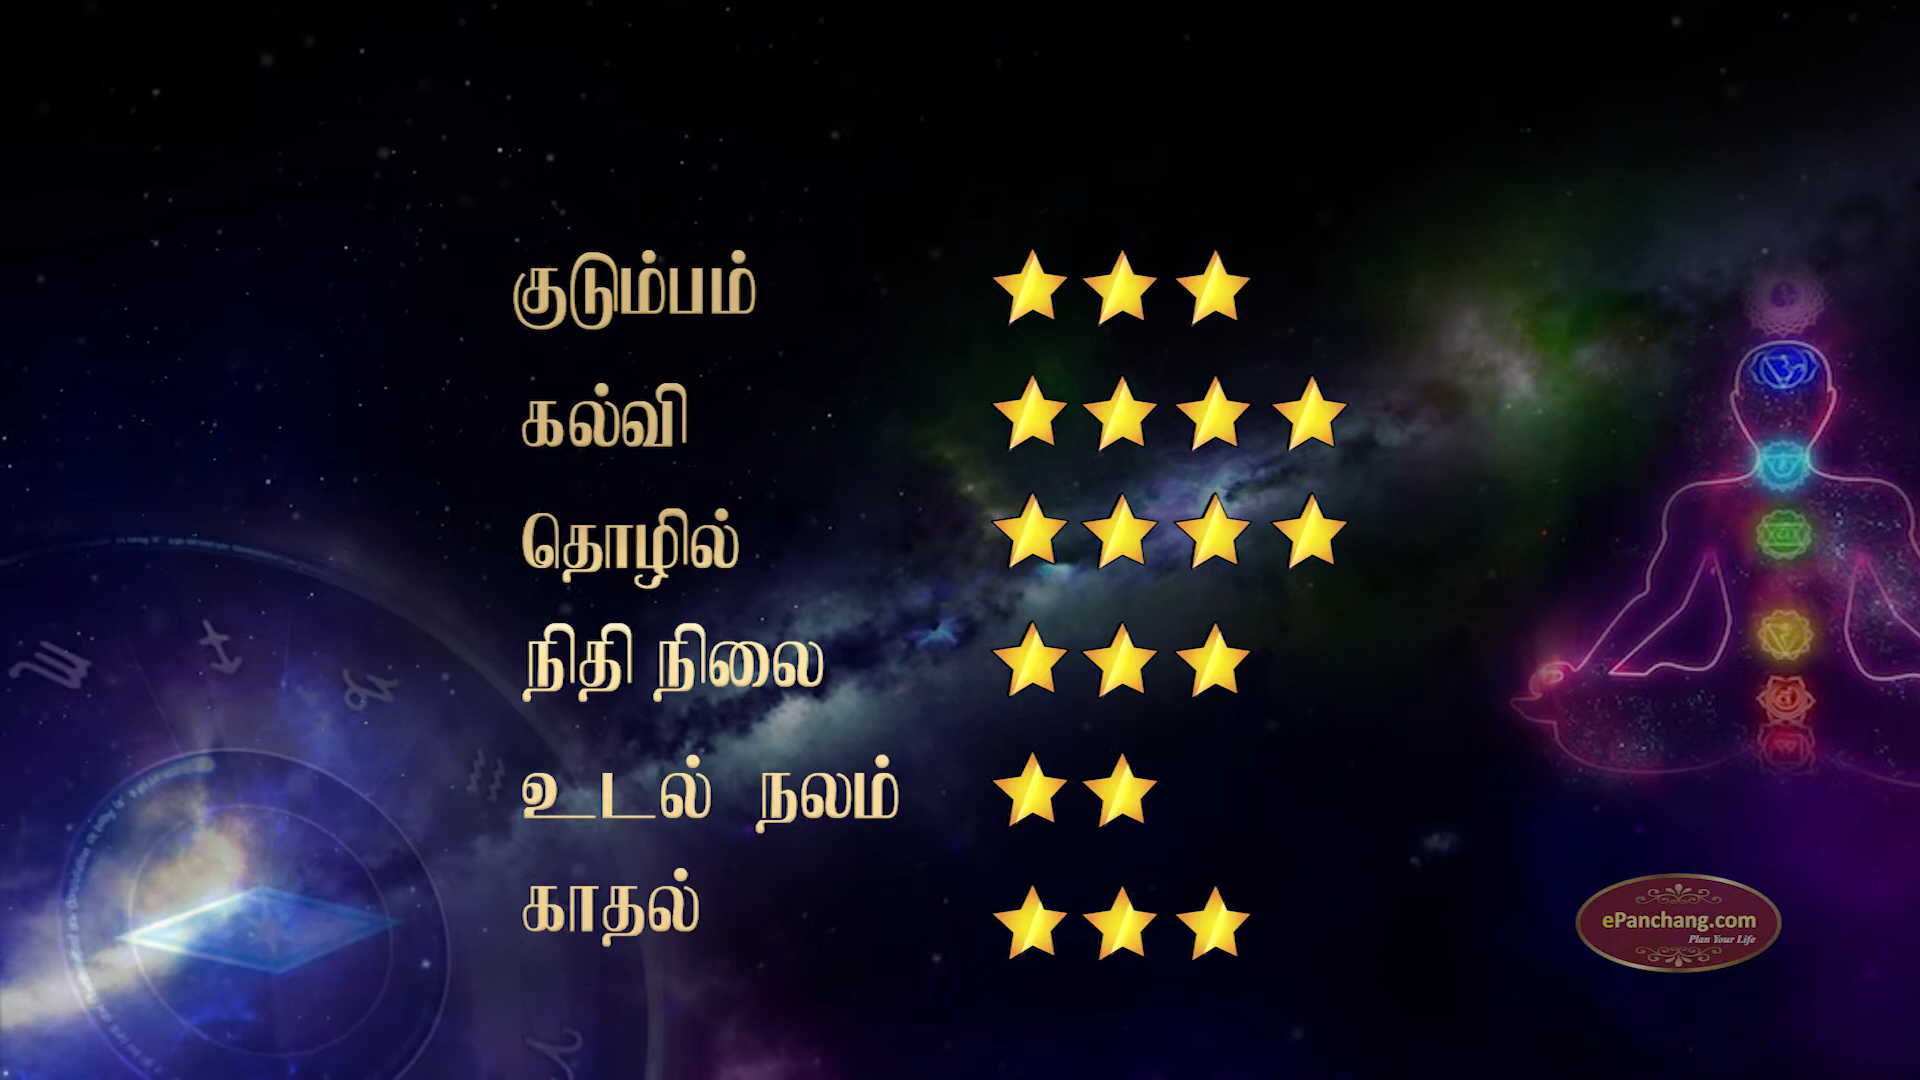 குடும்பம்
கல்வி
தொழில்
நிதி நிலை
உடல் நலம்
காதல்
ePanchang.com
Plan Your Life